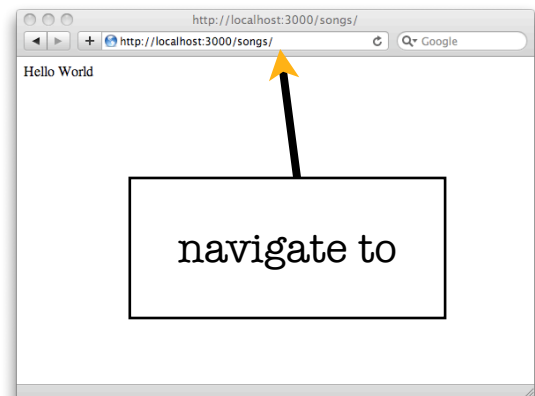 http://localhost:3000/songs/
http://localhost:3000/songs/
Google
Hello World
navigate to